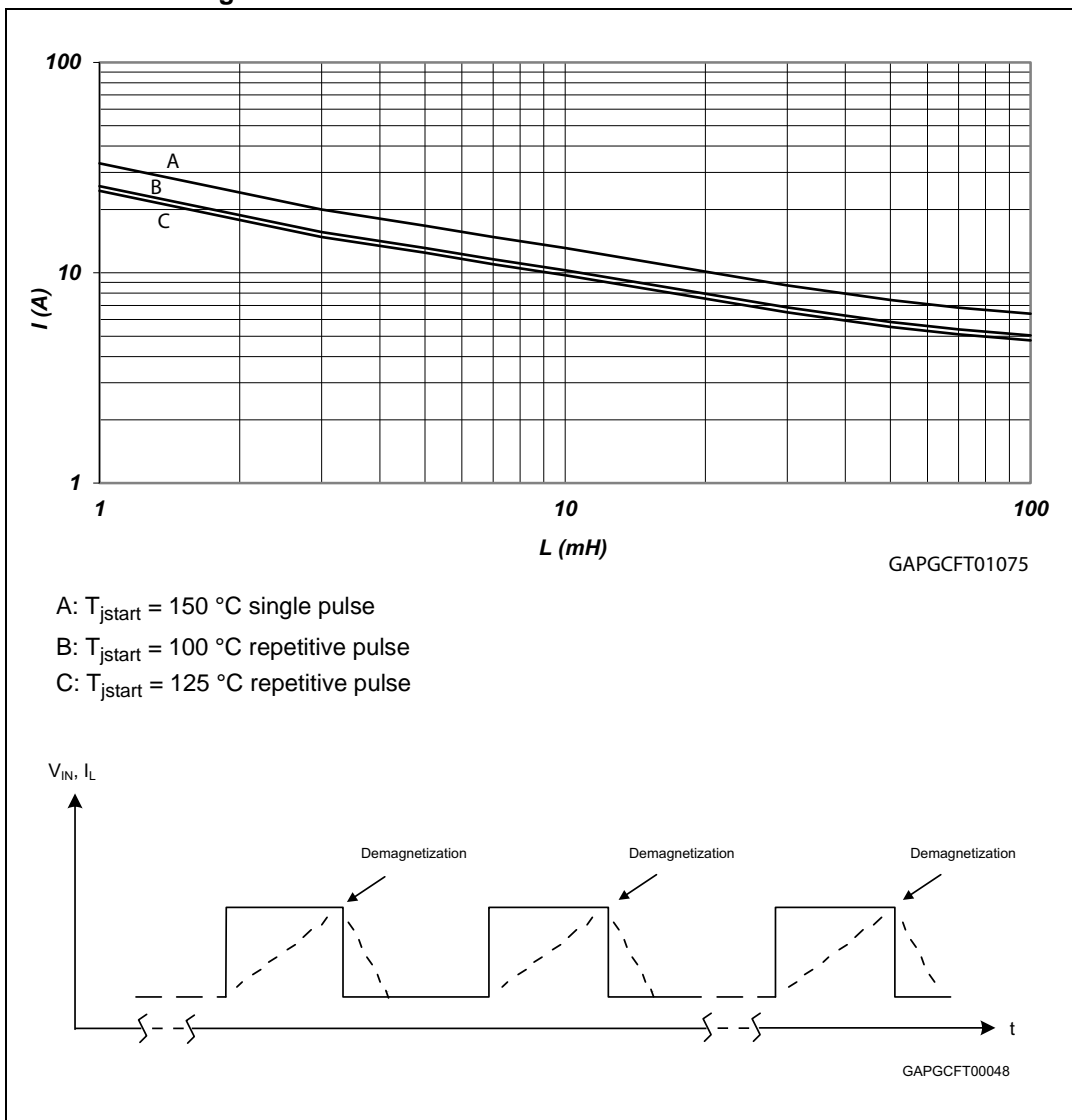 100
A
B
C
10
I (A)
1
1
10
100
L (mH)
GAPGCFT01075
A: Tjstart = 150 °C single pulse
B: Tjstart = 100 °C repetitive pulse
C: Tjstart = 125 °C repetitive pulse
VIN, IL
Demagnetization
Demagnetization
Demagnetization
t
GAPGCFT00048